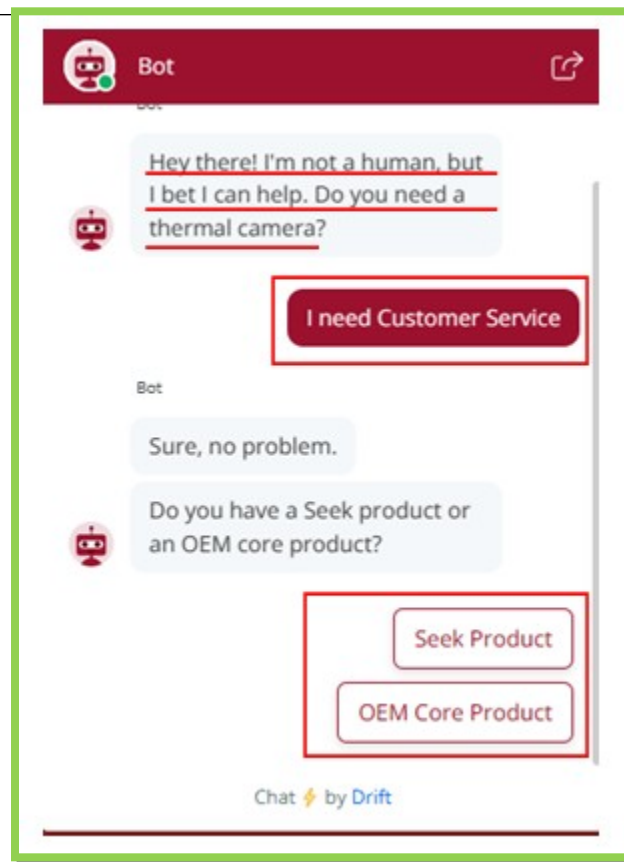 Bot
Bot
Hey there! I'm not a human, but
I bet I can help. Do you need a
thermal camera?
I need Customer Service
Bot
Sure, no problem.
Do you have a Seek product or
an OEM core product?
Seek Product
OEM Core Product
Chat ⚡ by Drift